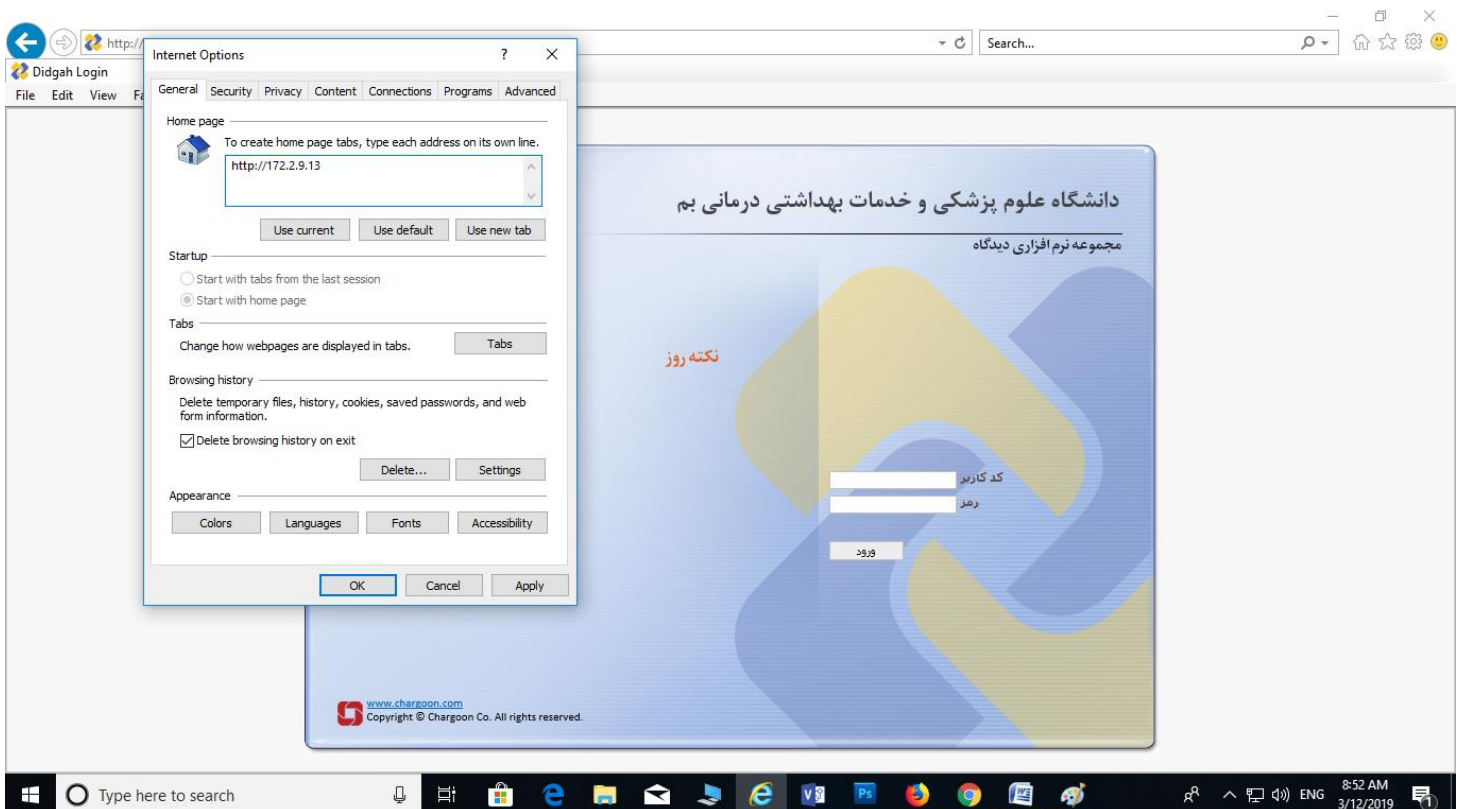 http://
Search...
Didgah Login
File Edit View Fa
Internet Options ?
General Security Privacy Content Connections Programs Advanced
Home page
To create home page tabs, type each address on its own line.
http://172.2.9.13
Use current Use default Use new tab
Startup
Start with tabs from the last session
Start with home page
Tabs
Change how webpages are displayed in tabs.
Tabs
Browsing history
Delete temporary files, history, cookies, saved passwords, and web
form information.
Delete browsing history on exit
Delete... Settings
Appearance
Colors Languages Fonts Accessibility
OK Cancel Apply
دانشگاه علوم پزشکی و خدمات بهداشتی درمانی بم
مجموعه نرم افزاری دیدگاه
نکته روز
کد کاربر
رمز
ورود
www.chargoon.com
Copyright © Chargoon Co. All rights reserved.
Type here to search
Ps
ENG
8:52 AM
3/12/2019